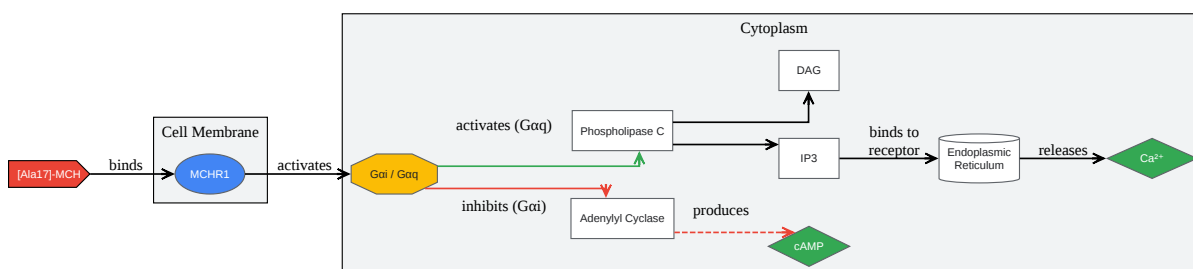 Cytoplasm
DAG
activates (Gαq)
Phospholipase C
Cell Membrane
binds
MCHR1
activates
[Ala17]-MCH
Gαi / Gαq
IP3
binds to
receptor
Endoplasmic
Reticulum
releases
Ca²⁺
inhibits (Gαi)
Adenylyl Cyclase
produces
cAMP